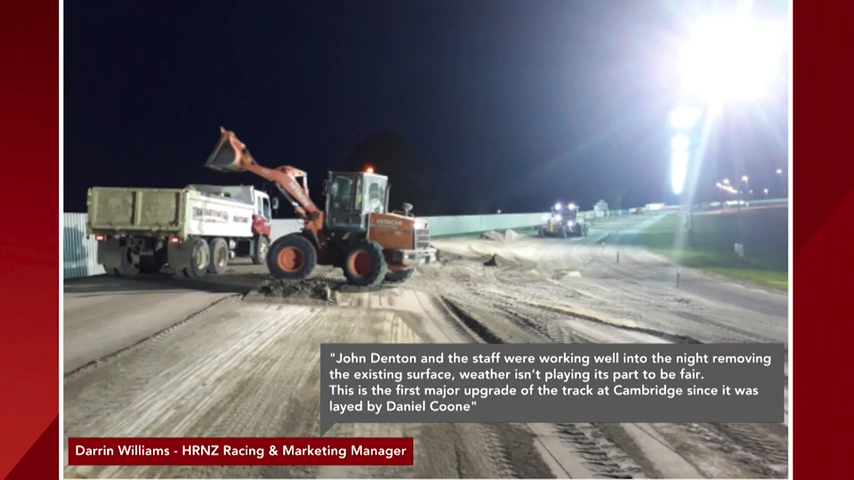 HITACHI
"John Denton and the staff were working well into the night removing
the existing surface, weather isn't playing its part to be fair.
This is the first major upgrade of the track at Cambridge since it was
layed by Daniel Coone"
Darrin Williams - HRNZ Racing & Marketing Manager